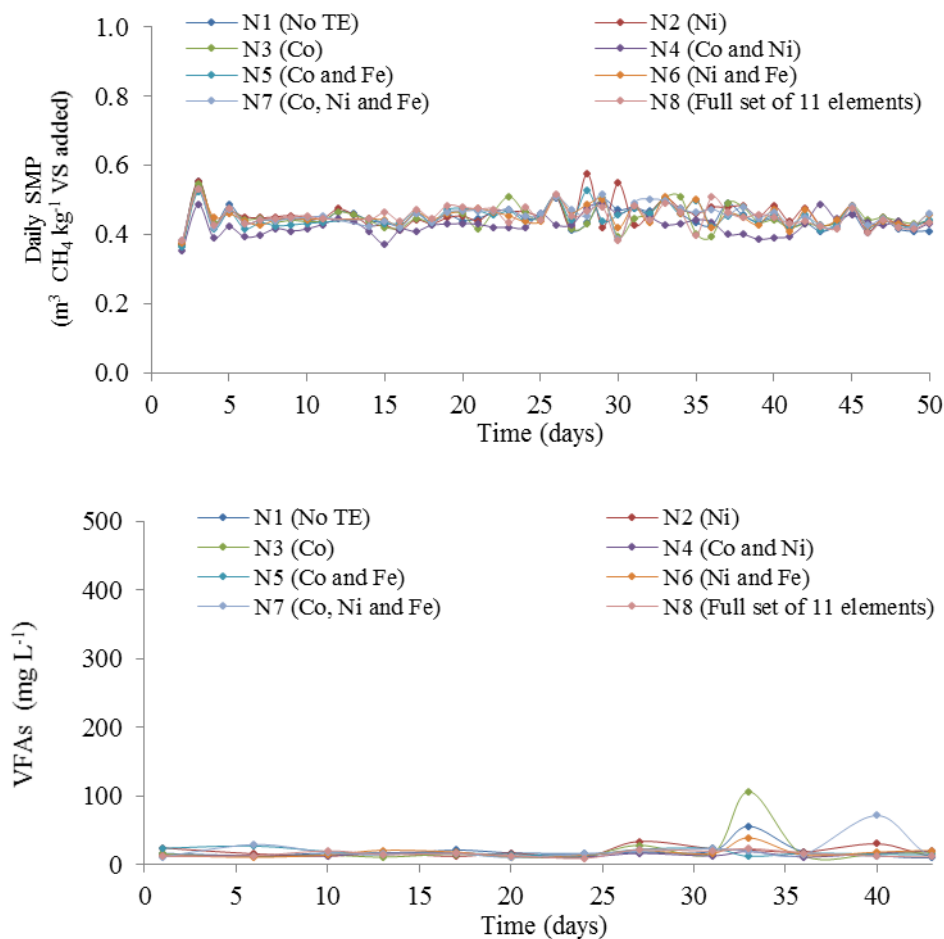 1.0
0.8
0.6
0.4
0.2
0.0
Daily SMP
(m³ CH₄ kg⁻¹ VS added)
N1 (No TE) N2 (Ni)
N3 (Co) N4 (Co and Ni)
N5 (Co and Fe) N6 (Ni and Fe)
N7 (Co, Ni and Fe) N8 (Full set of 11 elements)
0 5 10 15 20 25 30 35 40 45 50
Time (days)
500
400
300
200
100
0
VFAs (mg L⁻¹)
N1 (No TE) N2 (Ni)
N3 (Co) N4 (Co and Ni)
N5 (Co and Fe) N6 (Ni and Fe)
N7 (Co, Ni and Fe) N8 (Full set of 11 elements)
0 5 10 15 20 25 30 35 40
Time (days)